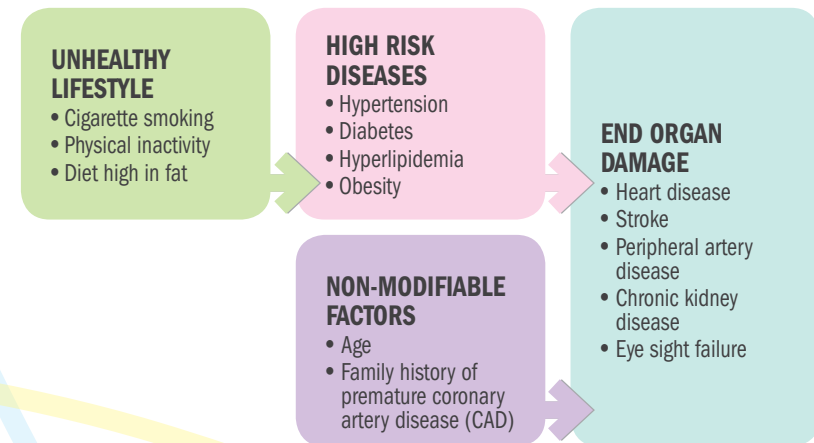 UNHEALTHY
LIFESTYLE
• Cigarette smoking
• Physical inactivity
• Diet high in fat
HIGH RISK
DISEASES
• Hypertension
• Diabetes
• Hyperlipidemia
• Obesity
NON-MODIFIABLE
FACTORS
• Age
• Family history of
premature coronary
artery disease (CAD)
END ORGAN
DAMAGE
• Heart disease
• Stroke
• Peripheral artery
disease
• Chronic kidney
disease
• Eye sight failure